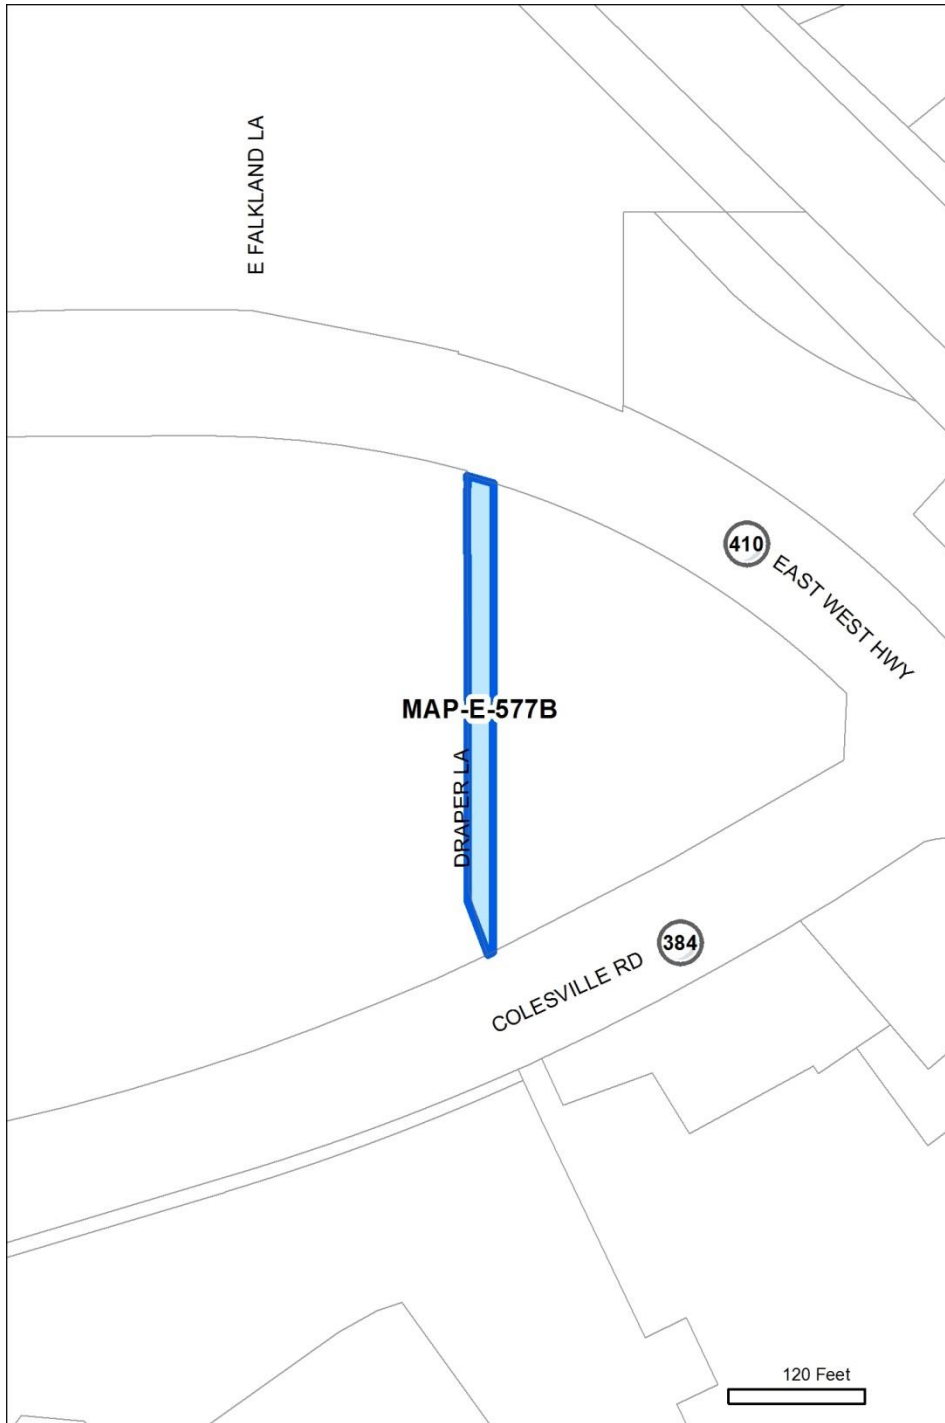 E FALKLAND LA
410
EAST WEST HWY
MAP-E-577B
DRAPER LA
384
COLESVILLE RD
120 Feet